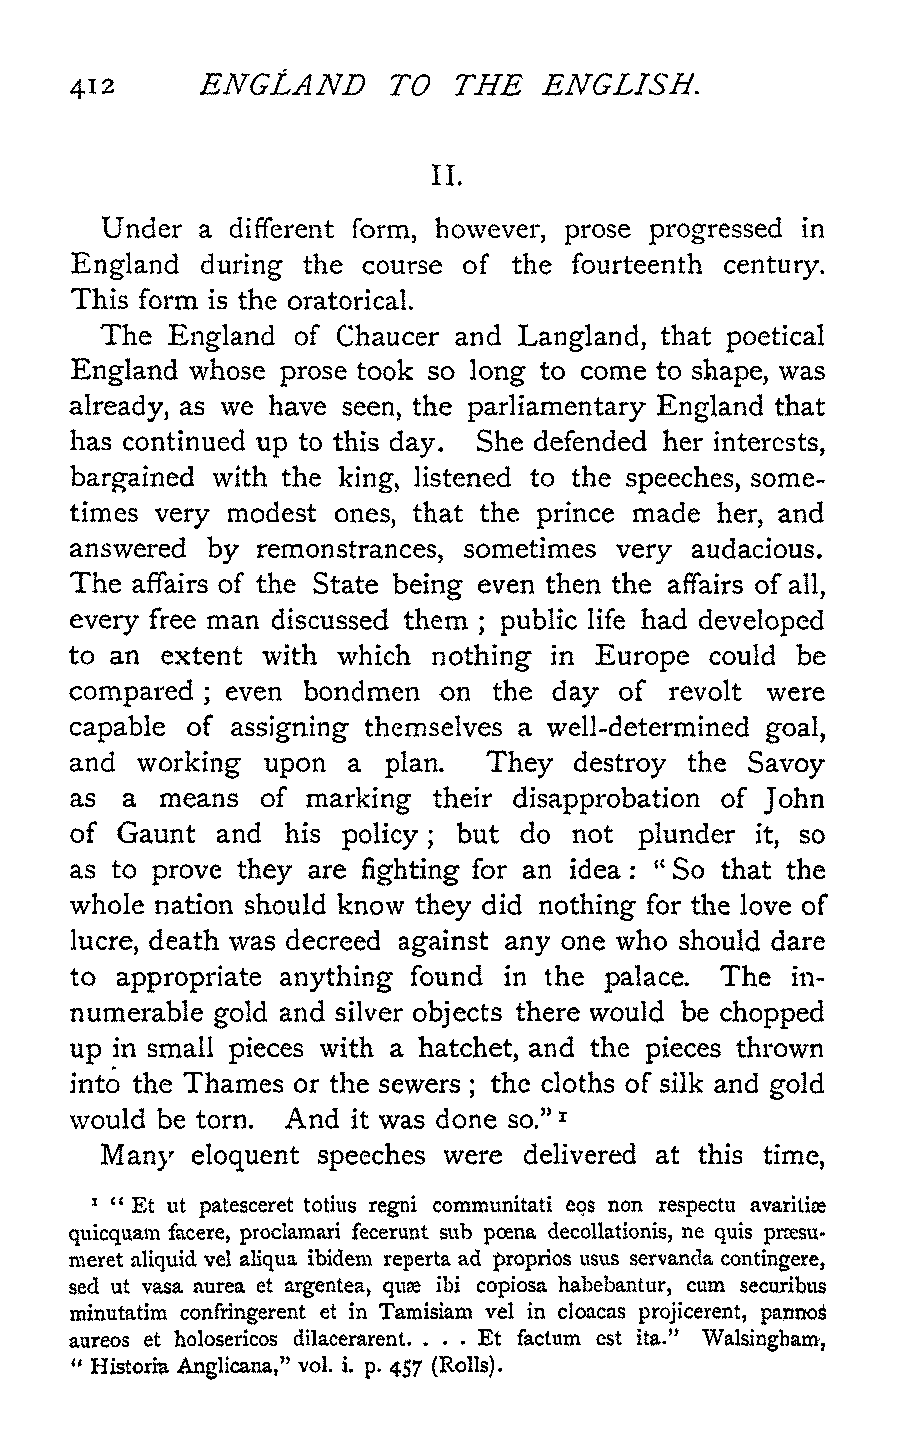 412 ENGLAND TO THE ENGLISH.
II.
Under a different form, however, prose progressed in
England during the course of the fourteenth century.
This form is the oratorical.
The England of Chaucer and Langland, that poetical
England whose prose took so long to come to shape, was
already, as we have seen, the parliamentary England that
has continued up to this day. She defended her interests,
bargained with the king, listened to the speeches, some-
times very modest ones, that the prince made her, and
answered by remonstrances, sometimes very audacious.
The affairs of the State being even then the affairs of all,
every free man discussed them ; public life had developed
to an extent with which nothing in Europe could be
compared ; even bondmen on the day of revolt were
capable of assigning themselves a well-determined goal,
and working upon a plan. They destroy the Savoy
as a means of marking their disapprobation of John
of Gaunt and his policy ; but do not plunder it, so
as to prove they are fighting for an idea : “ So that the
whole nation should know they did nothing for the love of
lucre, death was decreed against any one who should dare
to appropriate anything found in the palace. The in-
numerable gold and silver objects there would be chopped
up in small pieces with a hatchet, and the pieces thrown
into the Thames or the sewers ; the cloths of silk and gold
would be torn. And it was done so.” ¹
Many eloquent speeches were delivered at this time,
¹ “ Et ut patesceret totius regni communitati eos non respectu avaritiæ
quicquam facere, proclamari fecerunt sub pœna decollationis, ne quis præsu-
meret aliquid vel aliqua ibidem reperta ad proprios usus servanda contingere,
sed ut vasa aurea et argentea, quæ ibi copiosa habebantur, cum securibus
minutatim confringerent et in Tamisiam vel in cloacas projicerent, pannos
aureos et holosericos dilacerarent. . . . Et factum est ita.” Walsingham,
“ Historia Anglicana,” vol. i. p. 457 (Rolls).